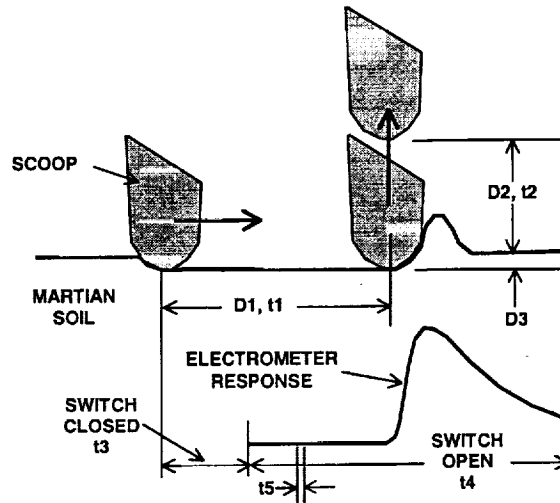 SCOOP
D2, t2
MARTIAN
SOIL
D1, t1
D3
ELECTROMETER
RESPONSE
SWITCH
CLOSED
t3
SWITCH
OPEN
t4
t5